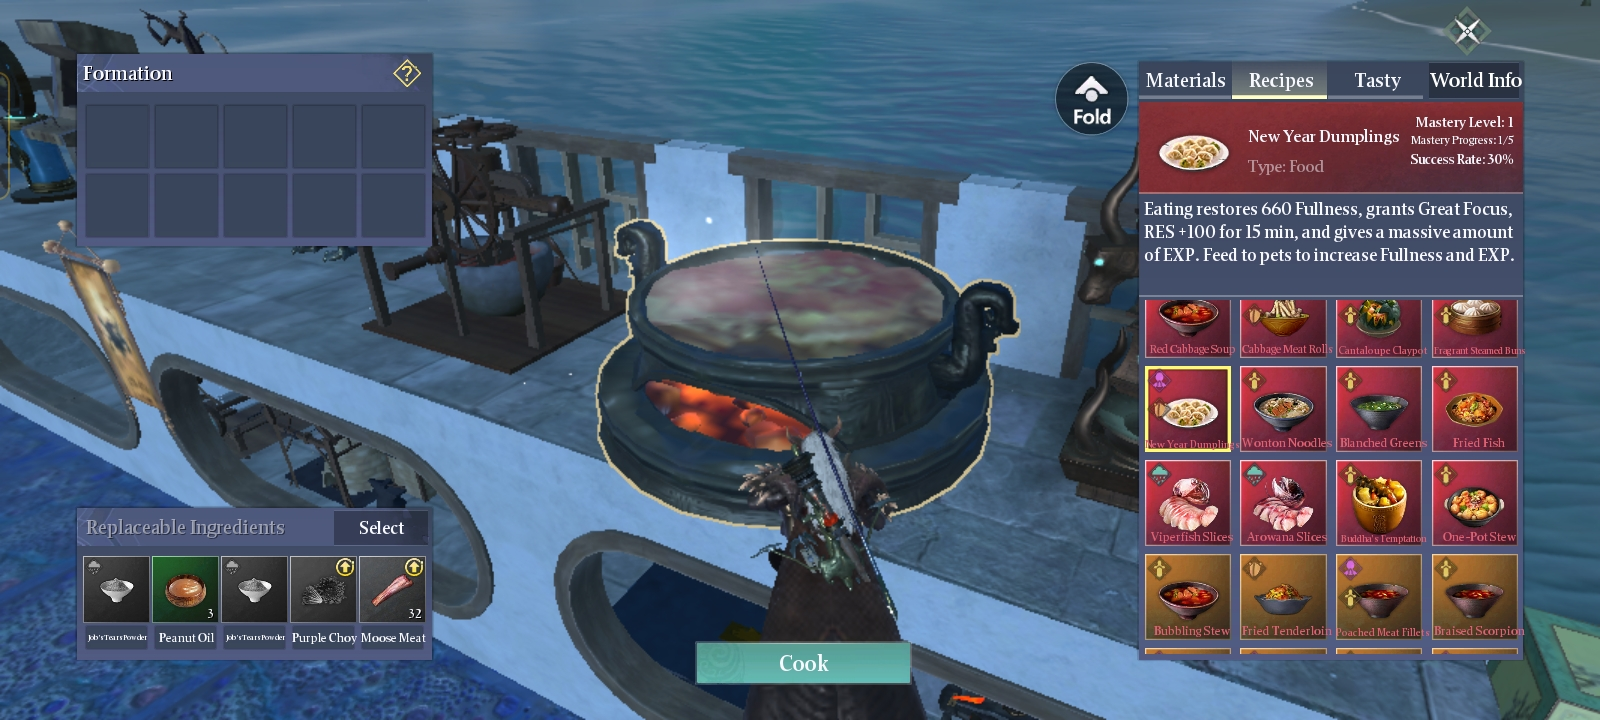 Formation
?
Fold
Materials Recipes Tasty World Info
New Year Dumplings
Type: Food
Mastery Level: 1
Mastery Progress: 1/5
Success Rate: 30%
Eating restores 660 Fullness, grants Great Focus,
RES +100 for 15 min, and gives a massive amount
of EXP. Feed to pets to increase Fullness and EXP.
Red Cabbage Soup Cabbage Meat Rolls Cantaloupe Claypot Fragrant Steamed Buns
New Year Dumplings Wonton Noodles Blanched Greens Fried Fish
Viperfish Slices Arowana Slices Buddha's Temptation One-Pot Stew
Bubbling Stew Fried Tenderloin Poached Meat Fillets Braised Scorpion
Replaceable Ingredients Select
3 32
Job's Tears Powder Peanut Oil Job's Tears Powder Purple Choy Moose Meat
Cook